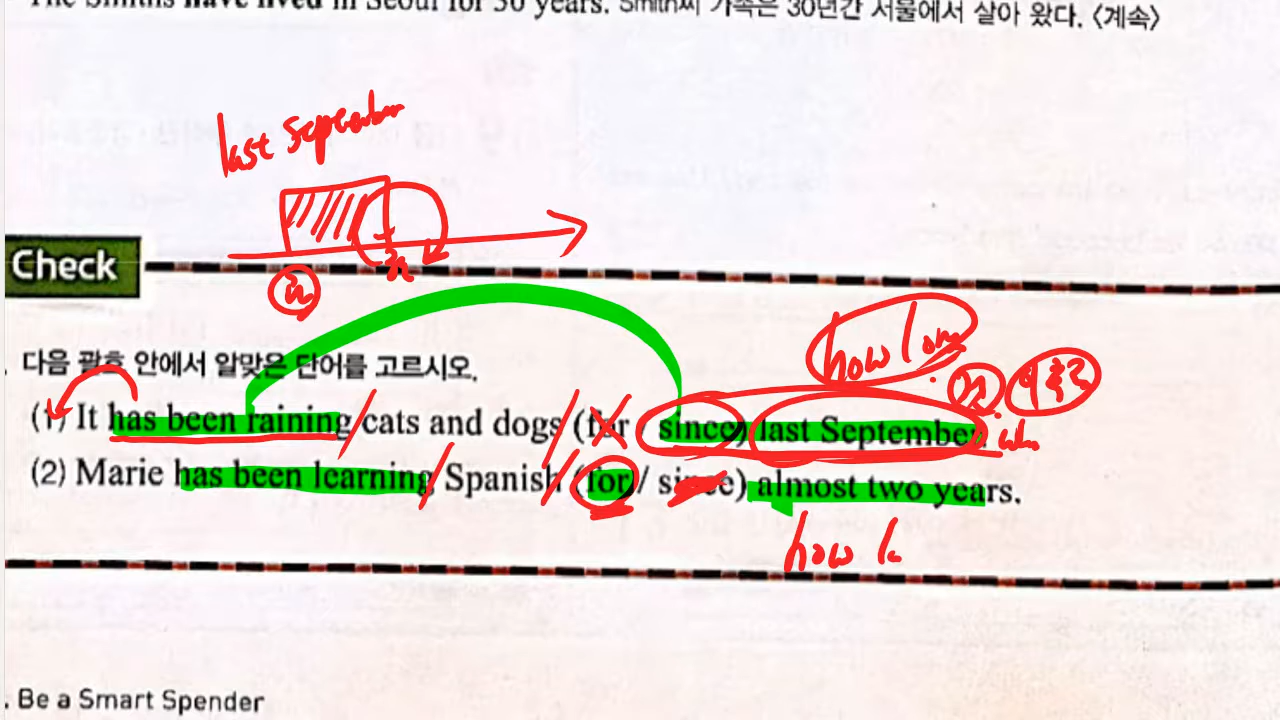 The Smiths have lived in Seoul for 30 years. Smith씨 가족은 30년간 서울에서 살아 왔다. 〈계속〉
last September
Check
how long
다음 괄호 안에서 알맞은 단어를 고르시오.
(1) It has been raining cats and dogs (for / since) last September.
(2) Marie has been learning Spanish (for / since) almost two years.
how lo
. Be a Smart Spender